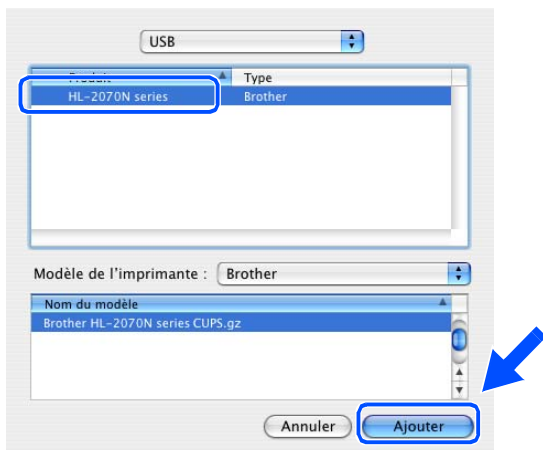 USB
Produit Type
HL-2070N series Brother
Modèle de l'imprimante : Brother
Nom du modèle
Brother HL-2070N series CUPS.gz
Annuler Ajouter